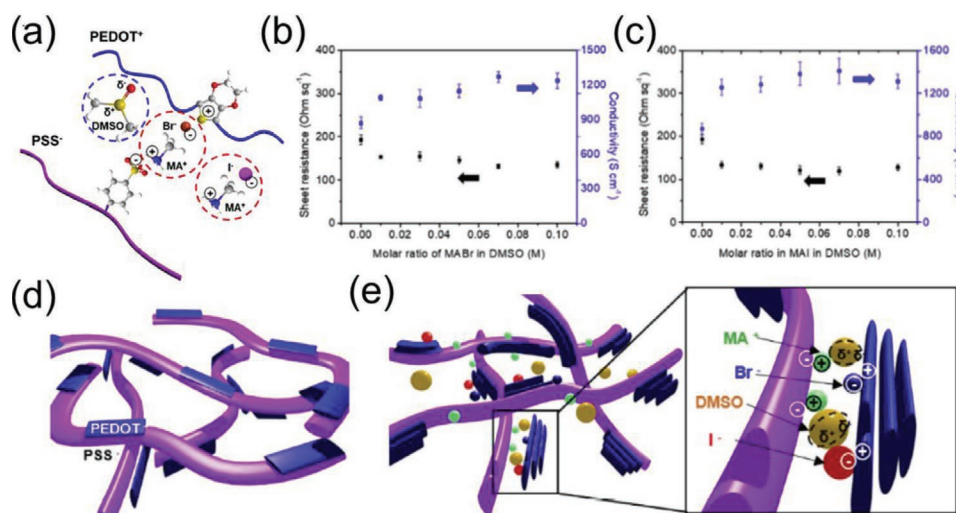 (a)
PEDOT⁺
δ⁻
δ⁺
DMSO
PSS⁻
Br⁻
MA⁺
I⁻
MA⁺
(b)
400
300
200
100
0
Sheet resistance (Ohm sq⁻¹)
0.00 0.02 0.04 0.06 0.08 0.10
Molar ratio of MABr in DMSO (M)
1500
1200
900
600
300
0
Conductivity (S cm⁻¹)
(c)
400
300
200
100
0
Sheet resistance (Ohm sq⁻¹)
0.00 0.02 0.04 0.06 0.08 0.10
Molar ratio in MAI in DMSO (M)
1600
1200
800
400
0
(d)
PEDOT
PSS
(e)
MA⁺
Br⁻
DMSO
I⁻
δ⁺ δ⁻
δ⁺ δ⁻